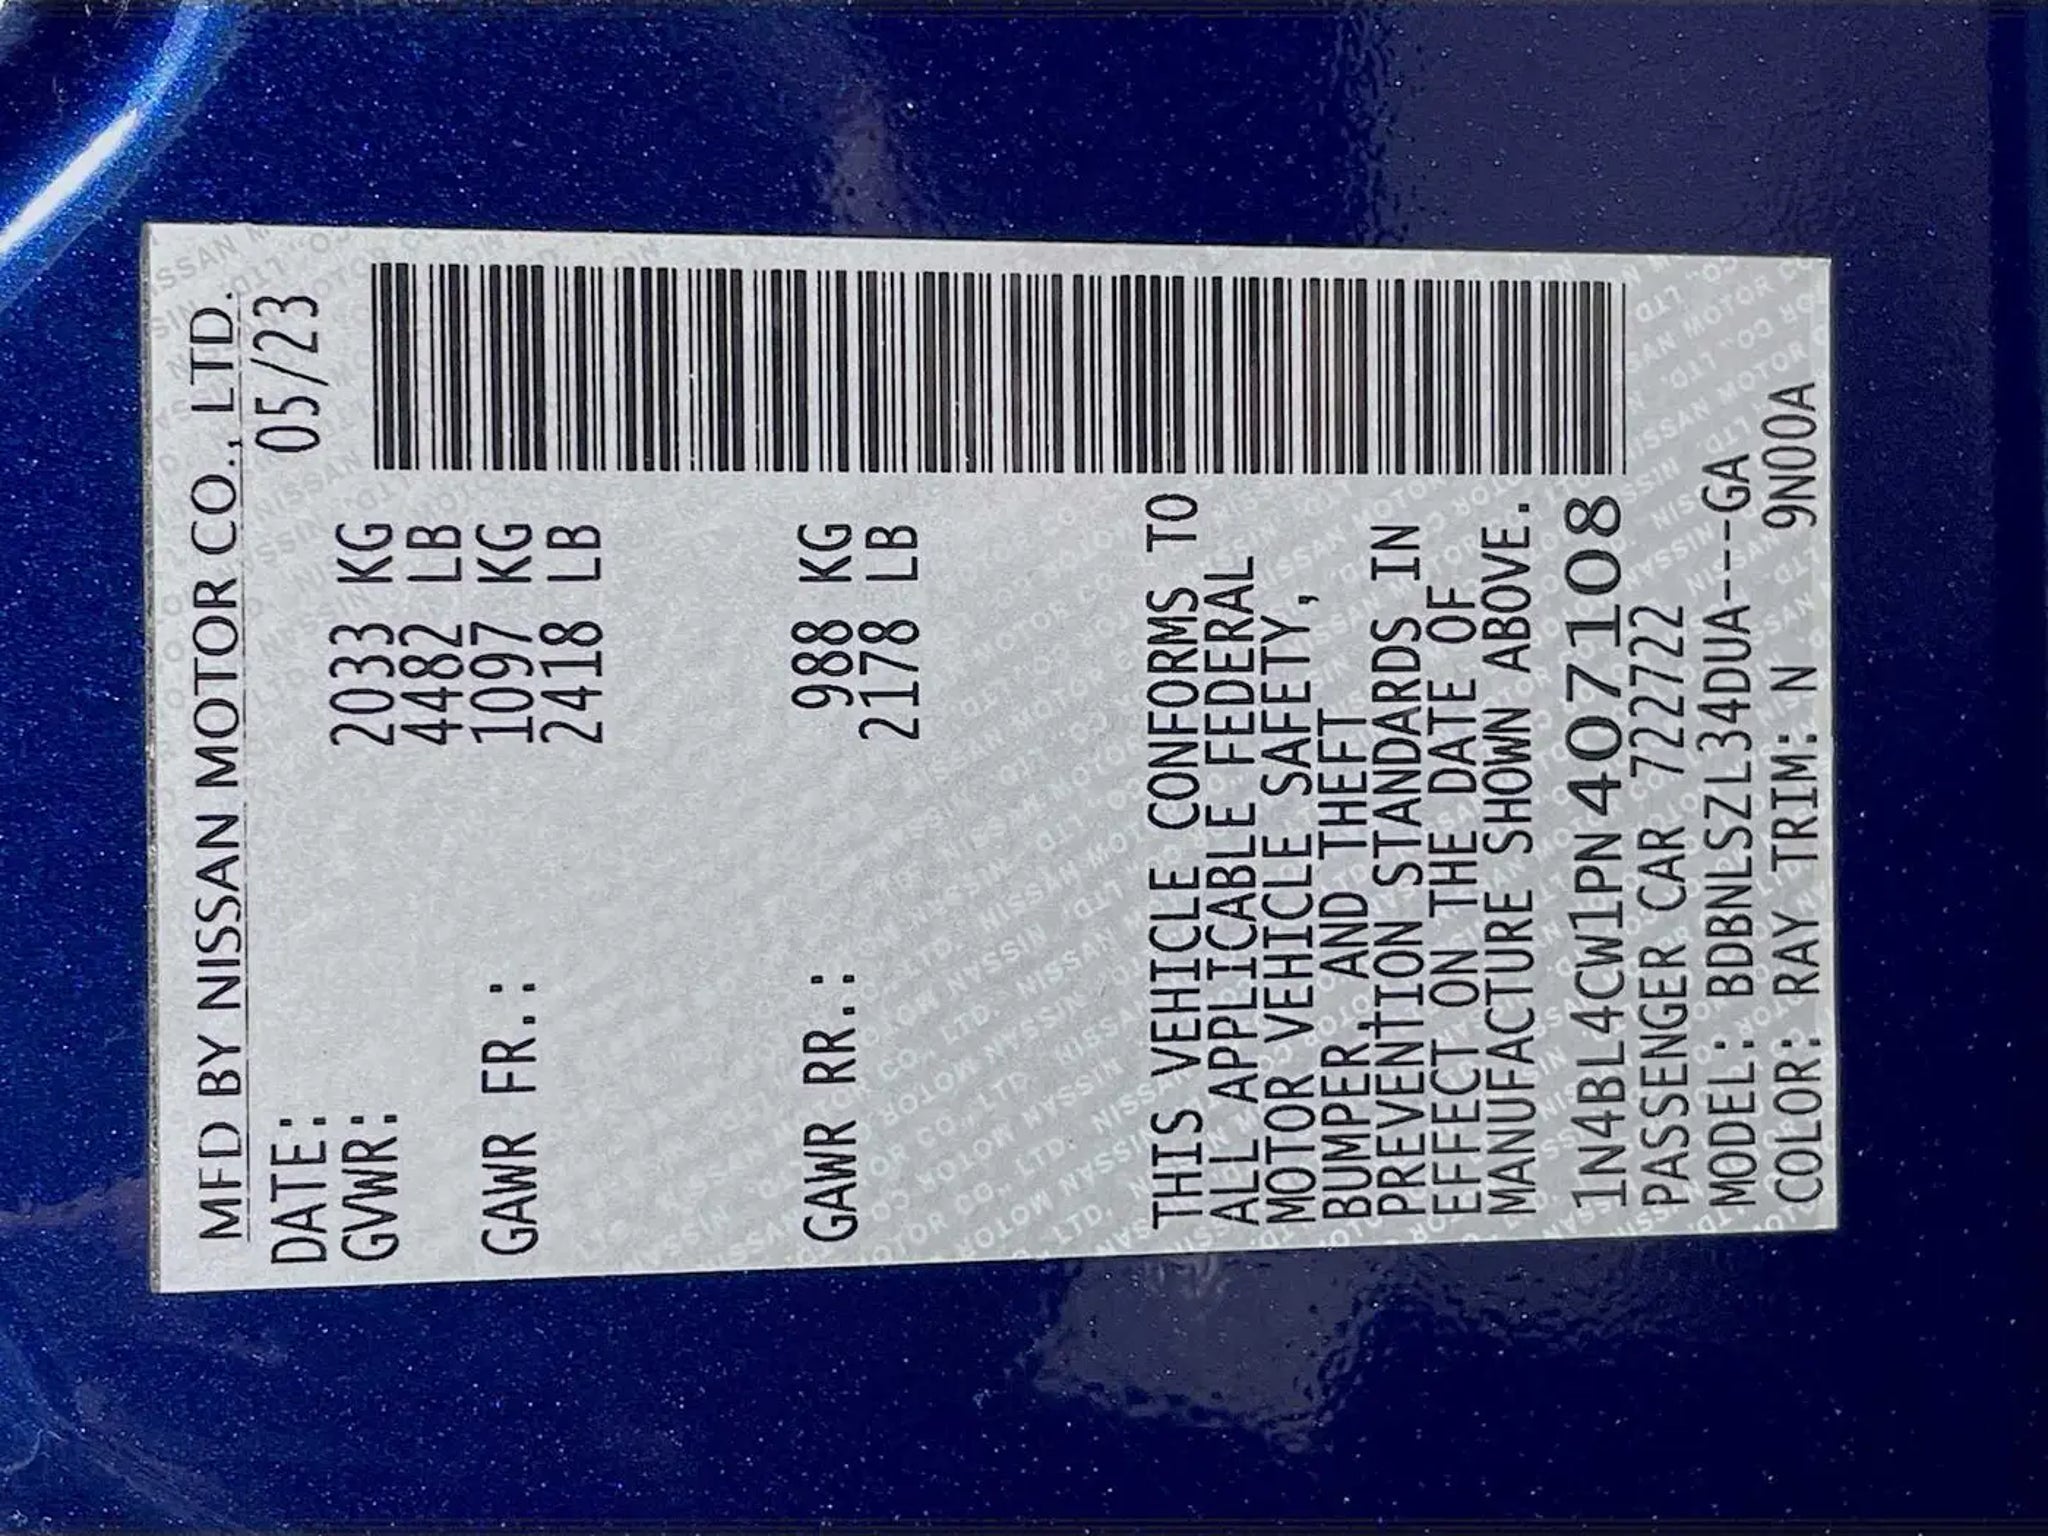 MFD BY NISSAN MOTOR CO., LTD.
DATE: 05/23
GVWR: 2033 KG
4482 LB
GAWR FR.: 1097 KG
2418 LB
GAWR RR.: 988 KG
2178 LB
THIS VEHICLE CONFORMS TO
ALL APPLICABLE FEDERAL
MOTOR VEHICLE SAFETY,
BUMPER, AND THEFT
PREVENTION STANDARDS IN
EFFECT ON THE DATE OF
MANUFACTURE SHOWN ABOVE.
1N4BL4CW1PN407108
PASSENGER CAR 722722
MODEL: BDBNLSZL34DUA---GA
COLOR: RAY TRIM: N 9N00A